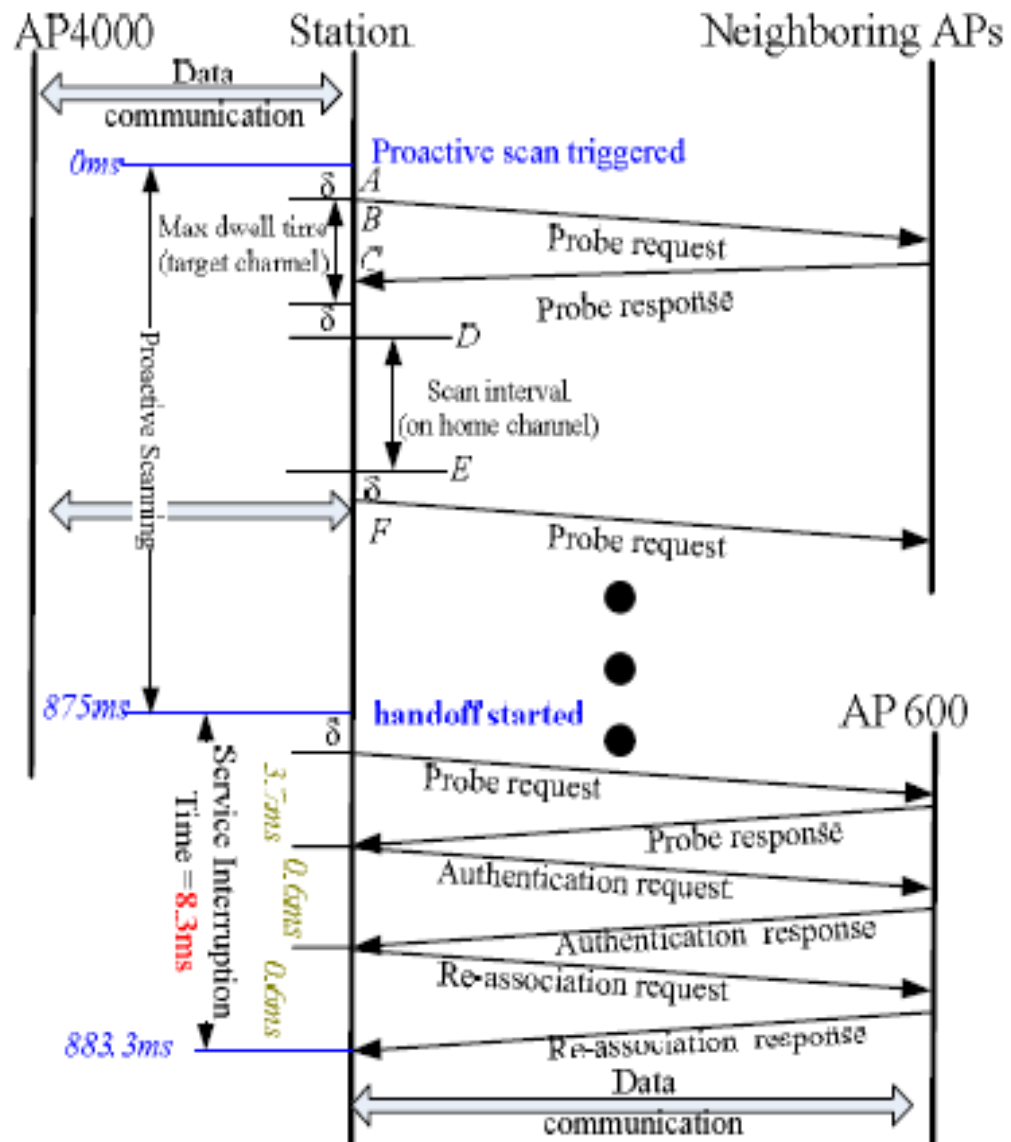 AP4000
Station
Neighboring APs
Data
communication
0ms
Proactive scan triggered
δ
A
B
Max dwell time
(target channel)
C
Probe request
Probe response
δ
D
Proactive Scanning
Scan interval
(on home channel)
E
δ
F
Probe request
875ms
handoff started
AP 600
δ
Probe request
3.7ms
Service Interruption
Time =8.3ms
Probe response
0.6ms
Authentication request
Authentication response
0.6ms
Re-association request
883.3ms
Re-association response
Data
communication